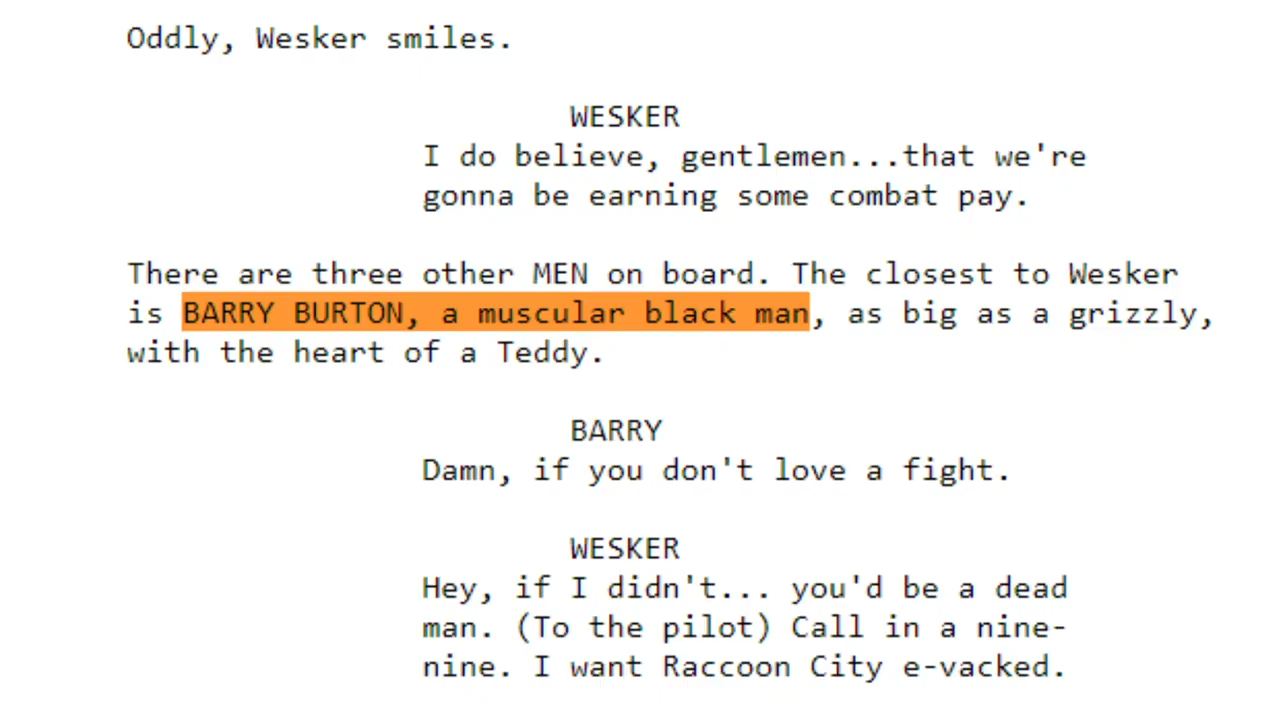 Oddly, Wesker smiles.
WESKER
I do believe, gentlemen...that we're
gonna be earning some combat pay.
There are three other MEN on board. The closest to Wesker
is BARRY BURTON, a muscular black man, as big as a grizzly,
with the heart of a Teddy.
BARRY
Damn, if you don't love a fight.
WESKER
Hey, if I didn't... you'd be a dead
man. (To the pilot) Call in a nine-
nine. I want Raccoon City e-vacked.